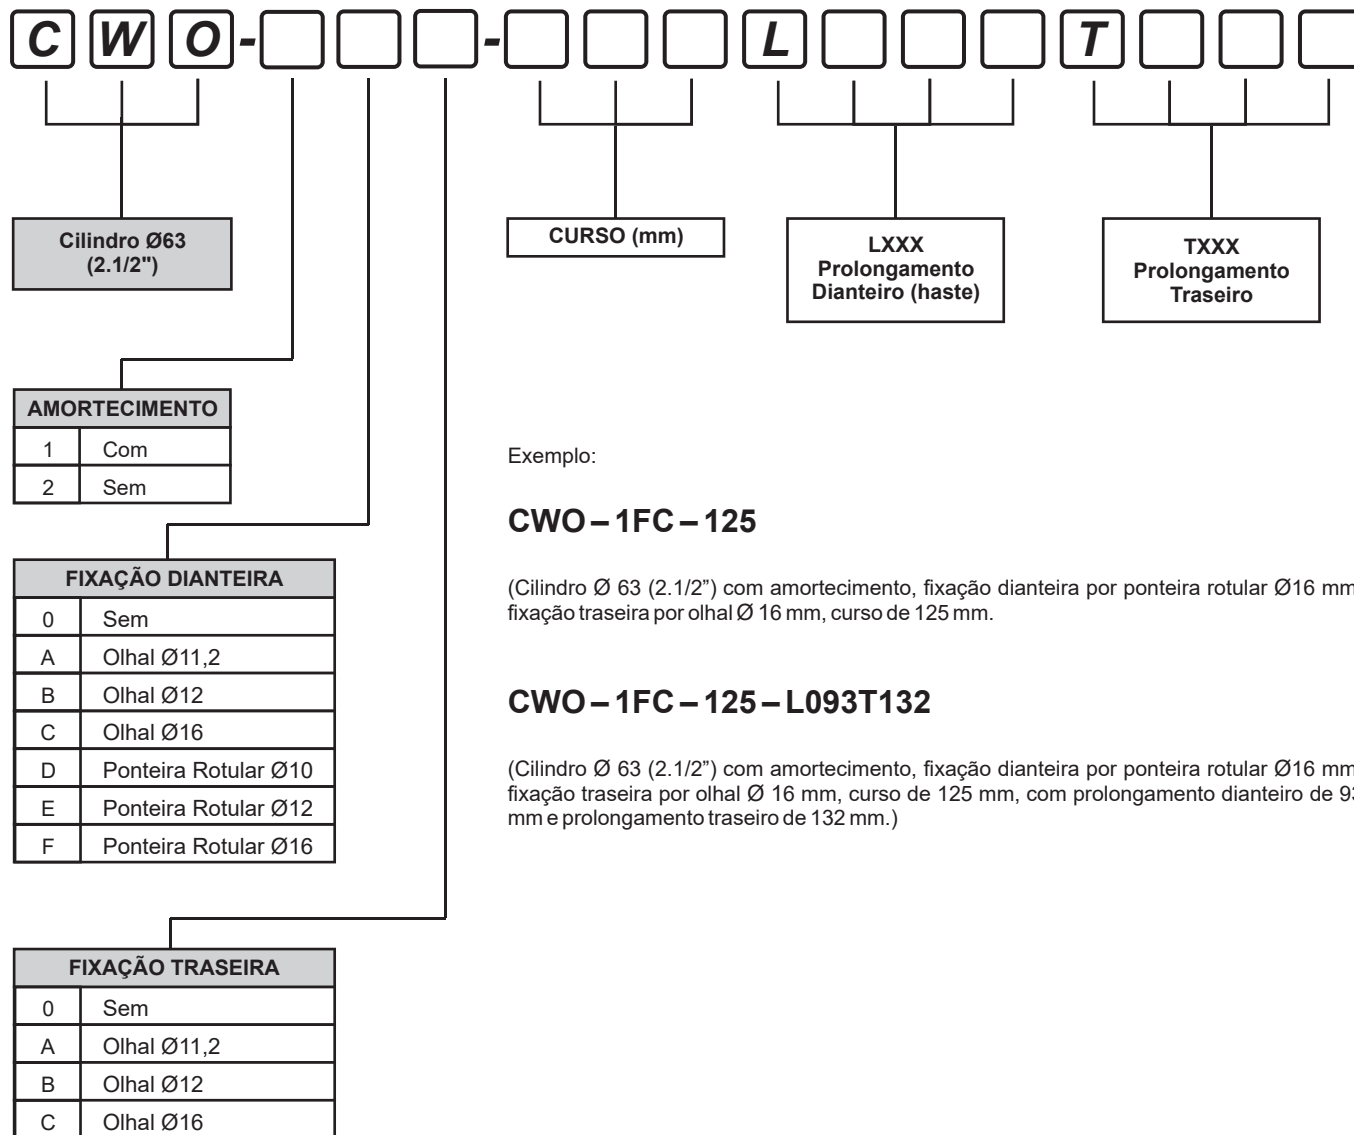 CWO- - L T
Cilindro Ø63
(2.1/2")
CURSO (mm)
LXXX
Prolongamento
Dianteiro (haste)
TXXX
Prolongamento
Traseiro
AMORTECIMENTO
1 Com
2 Sem
Exemplo:
CWO – 1FC – 125
(Cilindro Ø 63 (2.1/2”) com amortecimento, fixação dianteira por ponteira rotular Ø16 mm
fixação traseira por olhal Ø 16 mm, curso de 125 mm.
FIXAÇÃO DIANTEIRA
0 Sem
A Olhal Ø11,2
B Olhal Ø12
C Olhal Ø16
D Ponteira Rotular Ø10
E Ponteira Rotular Ø12
F Ponteira Rotular Ø16
CWO – 1FC – 125 – L093T132
(Cilindro Ø 63 (2.1/2”) com amortecimento, fixação dianteira por ponteira rotular Ø16 mm
fixação traseira por olhal Ø 16 mm, curso de 125 mm, com prolongamento dianteiro de 93
mm e prolongamento traseiro de 132 mm.)
FIXAÇÃO TRASEIRA
0 Sem
A Olhal Ø11,2
B Olhal Ø12
C Olhal Ø16